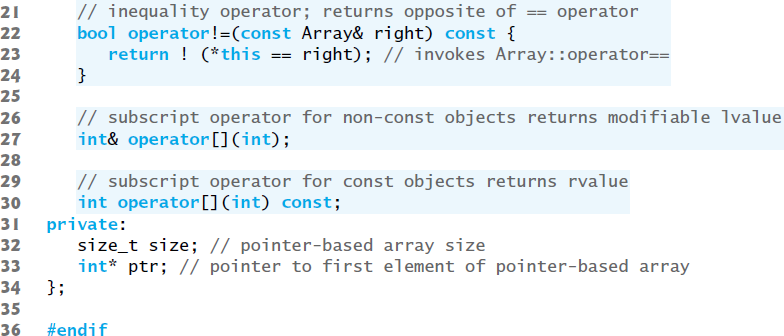 21 // inequality operator; returns opposite of == operator
22 bool operator!=(const Array& right) const {
23 return ! (*this == right); // invokes Array::operator==
24 }
25
26 // subscript operator for non-const objects returns modifiable lvalue
27 int& operator[](int);
28
29 // subscript operator for const objects returns rvalue
30 int operator[](int) const;
31 private:
32 size_t size; // pointer-based array size
33 int* ptr; // pointer to first element of pointer-based array
34 };
35
36 #endif